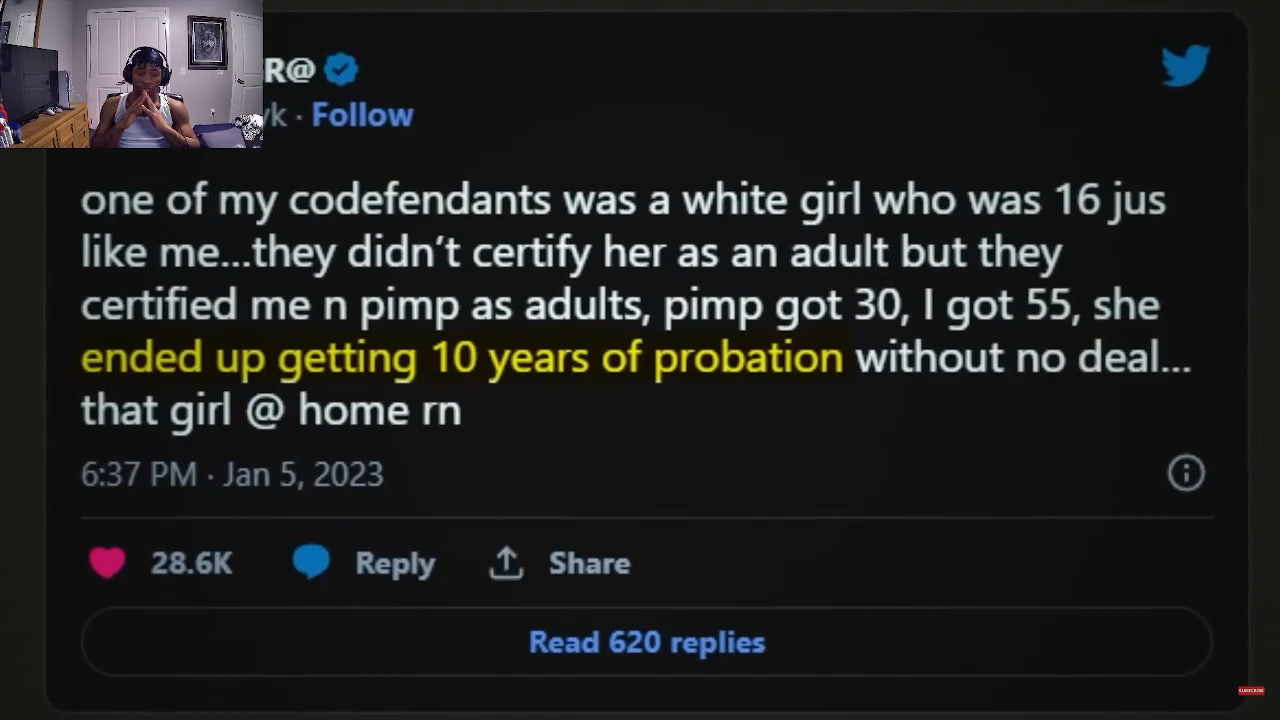 R@
yk · Follow
one of my codefendants was a white girl who was 16 jus
like me...they didn’t certify her as an adult but they
certified me n pimp as adults, pimp got 30, I got 55, she
ended up getting 10 years of probation without no deal...
that girl @ home rn
6:37 PM · Jan 5, 2023
28.6K Reply Share
Read 620 replies
SUBSCRIBE